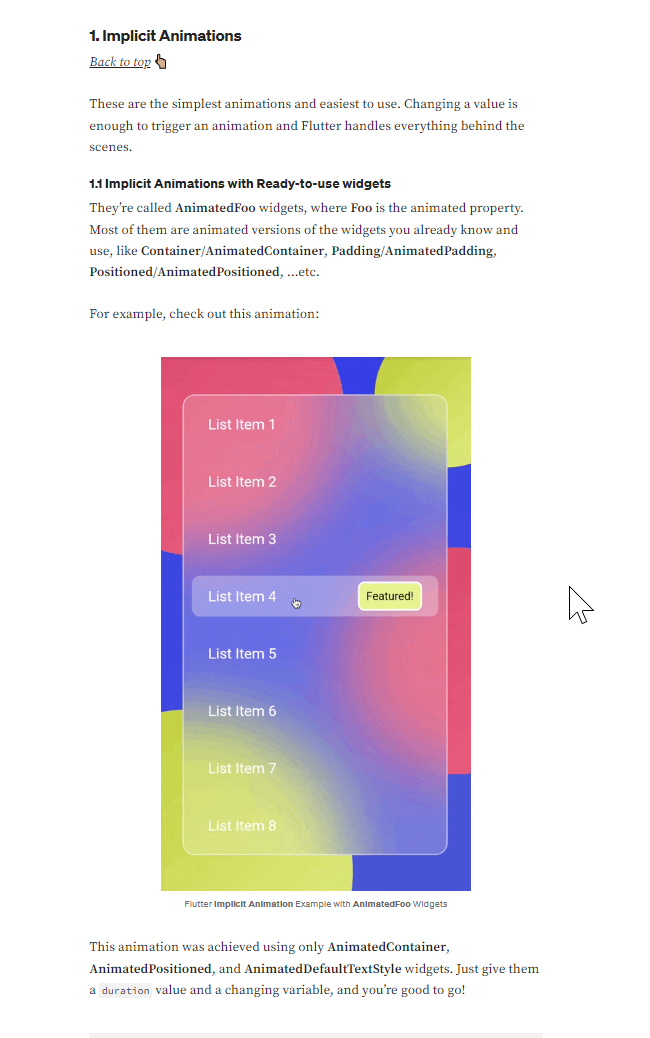 1. Implicit Animations
Back to top
These are the simplest animations and easiest to use. Changing a value is
enough to trigger an animation and Flutter handles everything behind the
scenes.
1.1 Implicit Animations with Ready-to-use widgets
They’re called AnimatedFoo widgets, where Foo is the animated property.
Most of them are animated versions of the widgets you already know and
use, like Container/AnimatedContainer, Padding/AnimatedPadding,
Positioned/AnimatedPositioned, …etc.
For example, check out this animation:
List Item 1
List Item 2
List Item 3
List Item 4 Featured!
List Item 5
List Item 6
List Item 7
List Item 8
Flutter Implicit Animation Example with AnimatedFoo Widgets
This animation was achieved using only AnimatedContainer,
AnimatedPositioned, and AnimatedDefaultTextStyle widgets. Just give them
a duration value and a changing variable, and you’re good to go!